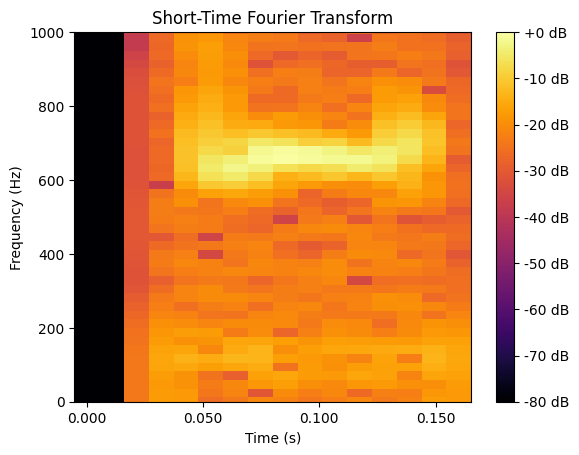 Short-Time Fourier Transform
1000
800
600
400
200
0
Frequency (Hz)
0.000 0.050 0.100 0.150
Time (s)
+0 dB
-10 dB
-20 dB
-30 dB
-40 dB
-50 dB
-60 dB
-70 dB
-80 dB